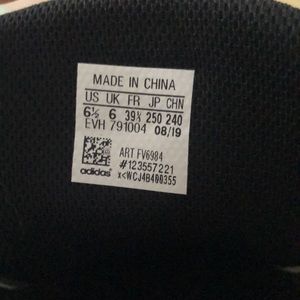 MADE IN CHINA
US UK FR JP CHN
6½ 6 39⅓ 250 240
EVH 791004 08/19
ART FV6984
#123557221
adidas x<WCJ4B400355